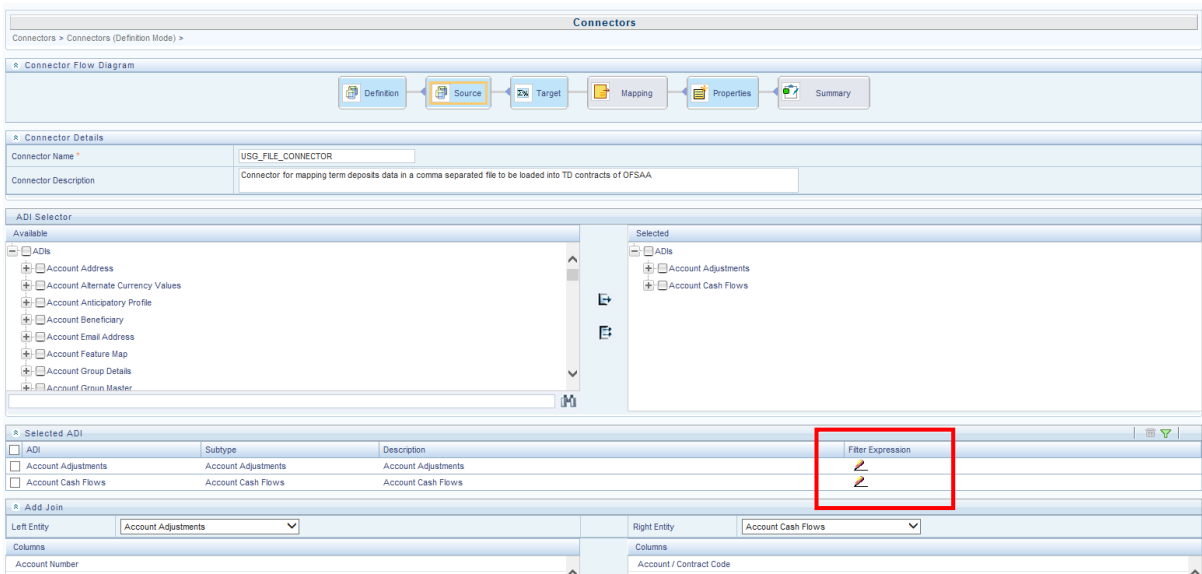 Connectors
Connectors > Connectors (Definition Mode) >
Connector Flow Diagram
Definition Source Target Mapping Properties Summary
Connector Details
Connector Name * USG_FILE_CONNECTOR
Connector Description Connector for mapping term deposits data in a comma separated file to be loaded into TD contracts of OFSAA
ADI Selector
Available Selected
ADIs ADIs
Account Address Account Adjustments
Account Alternate Currency Values Account Cash Flows
Account Anticipatory Profile
Account Beneficiary
Account Email Address
Account Feature Map
Account Group Details
Account Group Master
Selected ADI
ADI Subtype Description Filter Expression
Account Adjustments Account Adjustments Account Adjustments
Account Cash Flows Account Cash Flows Account Cash Flows
Add Join
Left Entity Account Adjustments Right Entity Account Cash Flows
Columns Columns
Account Number Account / Contract Code